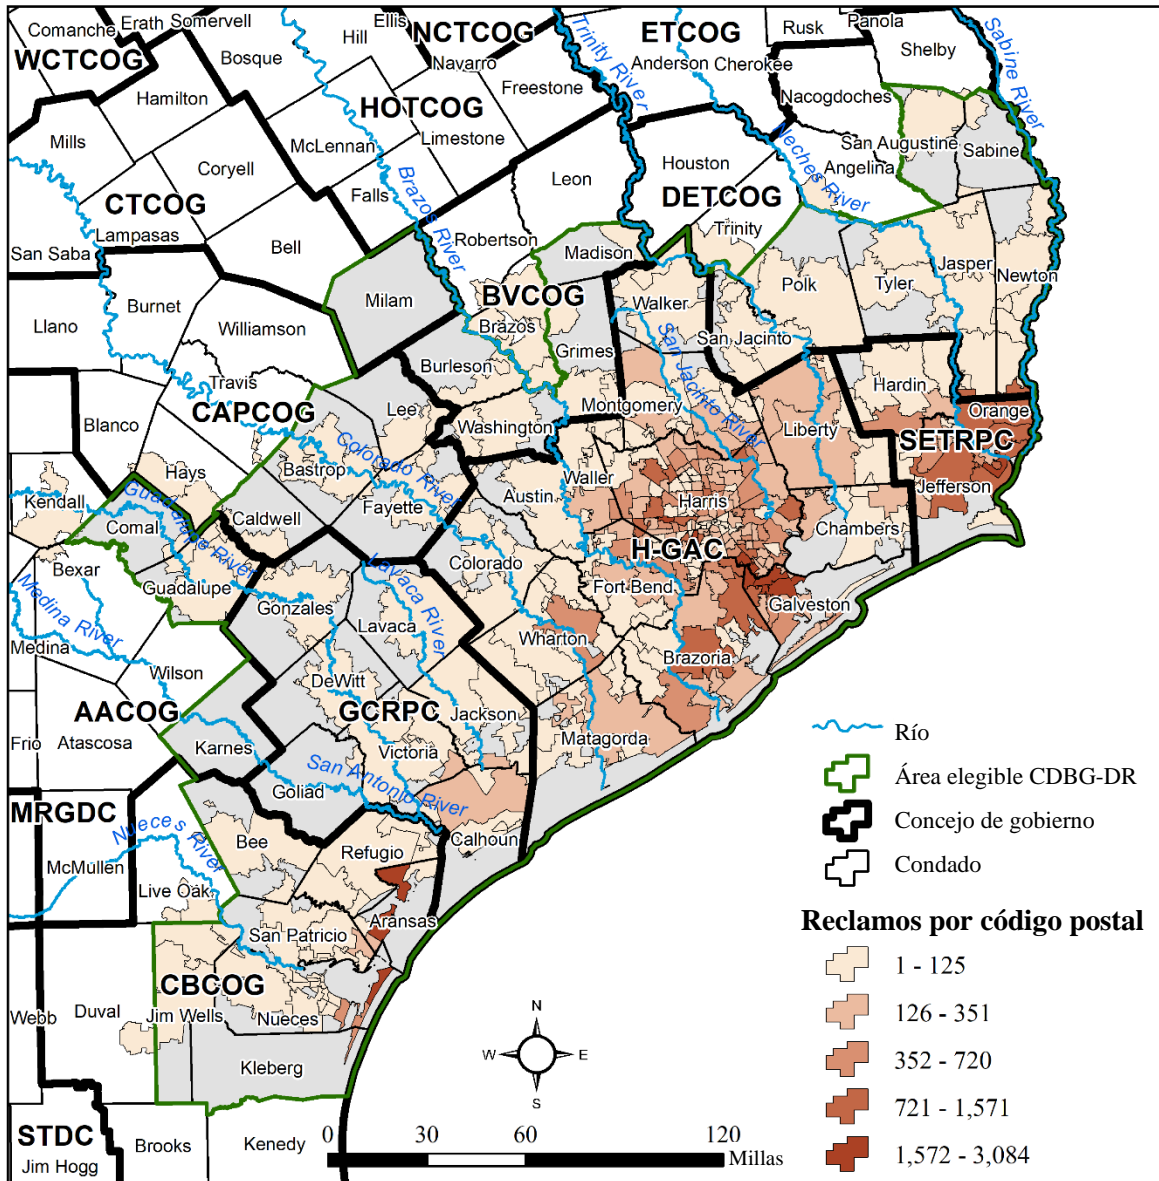 Comanche
Erath
Somervell
Ellis
Hill
NCTCOG
Trinity River
ETCOG
Rusk
Panola
Sabine River
WCTCOG
Bosque
Navarro
Anderson
Cherokee
Shelby
Hamilton
HOTCOG
Freestone
Nacogdoches
Mills
McLennan
Limestone
Neches River
San Augustine
Sabine
Coryell
Falls
Brazos River
Leon
Houston
Angelina
CTCOG
DETCOG
Lampasas
San Saba
Bell
Robertson
Madison
Trinity
Jasper
Newton
Burnet
Milam
BVCOG
Walker
Polk
Tyler
Llano
Williamson
Brazos
San Jacinto River
San Jacinto
Grimes
Burleson
Travis
Hardin
CAPCOG
Lee
Montgomery
Orange
Blanco
Washington
Liberty
SETRPC
Colorado River
Hays
Bastrop
Waller
Jefferson
Kendall
Guadalupe River
Fayette
Austin
Harris
Comal
Caldwell
Chambers
Bexar
Lavaca River
Colorado
H-GAC
Medina River
Guadalupe
Gonzales
Fort Bend
Galveston
Lavaca
Wharton
Medina
Brazoria
Wilson
DeWitt
AACOG
GCRPC
Jackson
Frio
Atascosa
Karnes
Victoria
Matagorda
San Antonio River
Goliad
MRGDC
Nueces River
Bee
Refugio
Calhoun
McMullen
Live Oak
Aransas
San Patricio
CBCOG
Webb
Duval
Jim Wells
Nueces
Kleberg
STDC
Jim Hogg
Brooks
Kenedy
Río
Área elegible CDBG-DR
Concejo de gobierno
Condado
Reclamos por código postal
1 - 125
126 - 351
352 - 720
721 - 1,571
1,572 - 3,084
N
W E
S
0 30 60 120
Millas